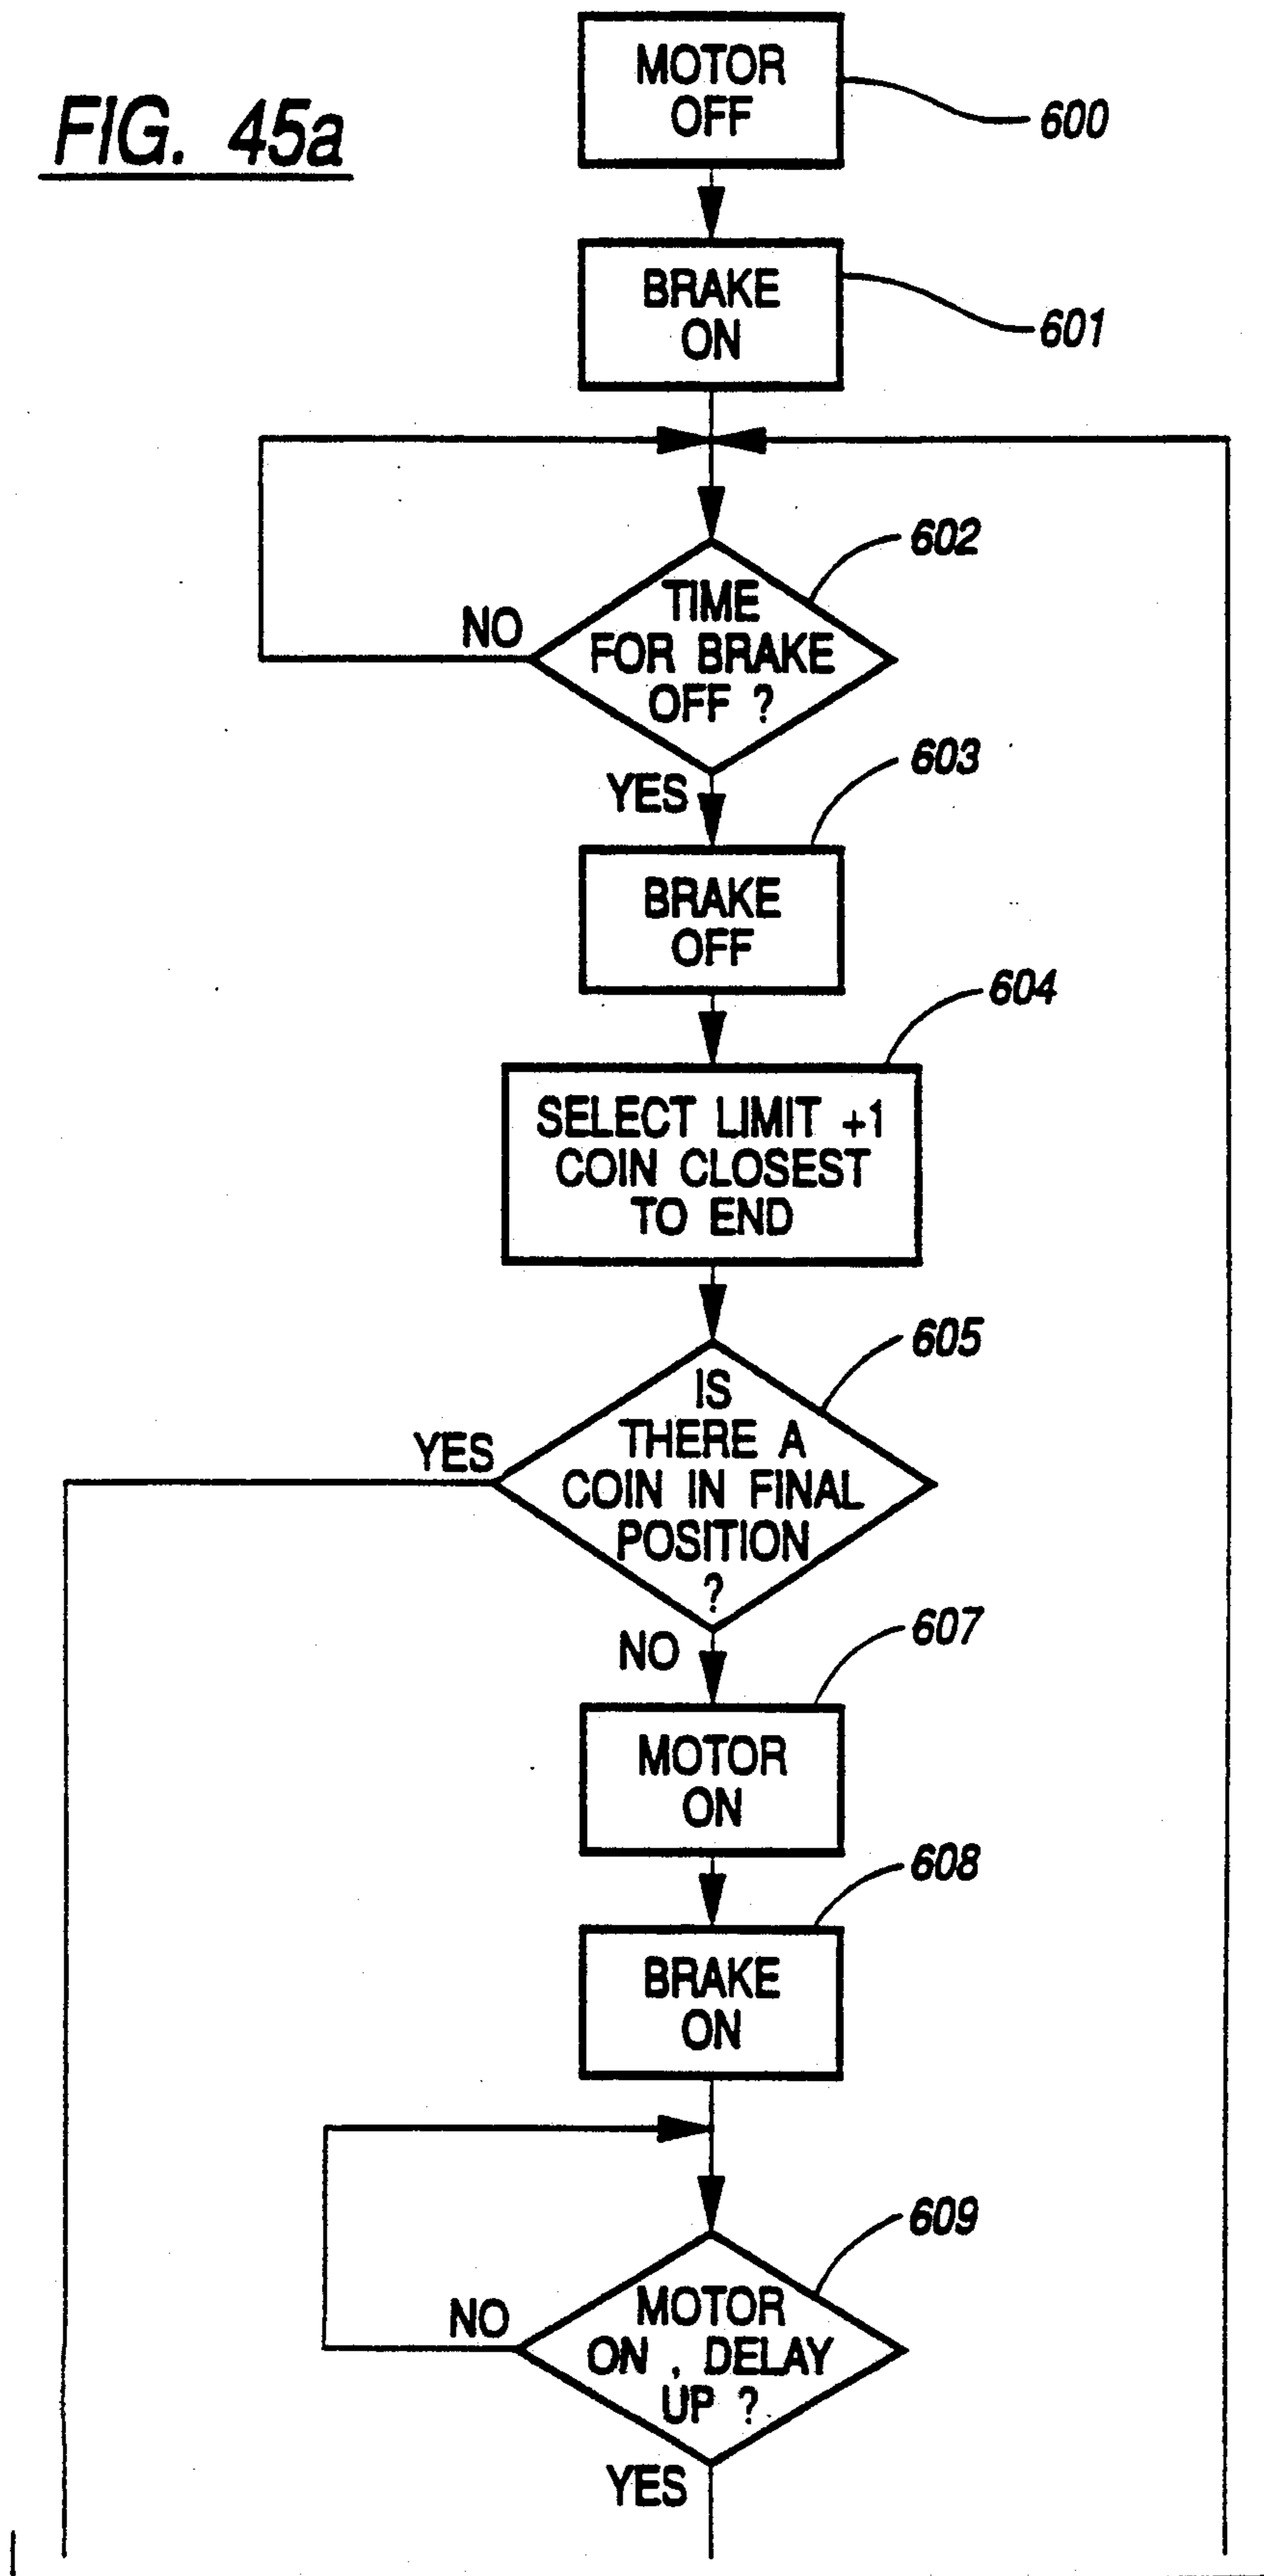 FIG. 45a
MOTOR
OFF
600
BRAKE
ON
601
602
TIME
FOR BRAKE
OFF ?
NO
YES
603
BRAKE
OFF
604
SELECT LIMIT +1
COIN CLOSEST
TO END
605
IS
THERE A
COIN IN FINAL
POSITION
?
YES
NO
607
MOTOR
ON
608
BRAKE
ON
609
MOTOR
ON , DELAY
UP ?
NO
YES